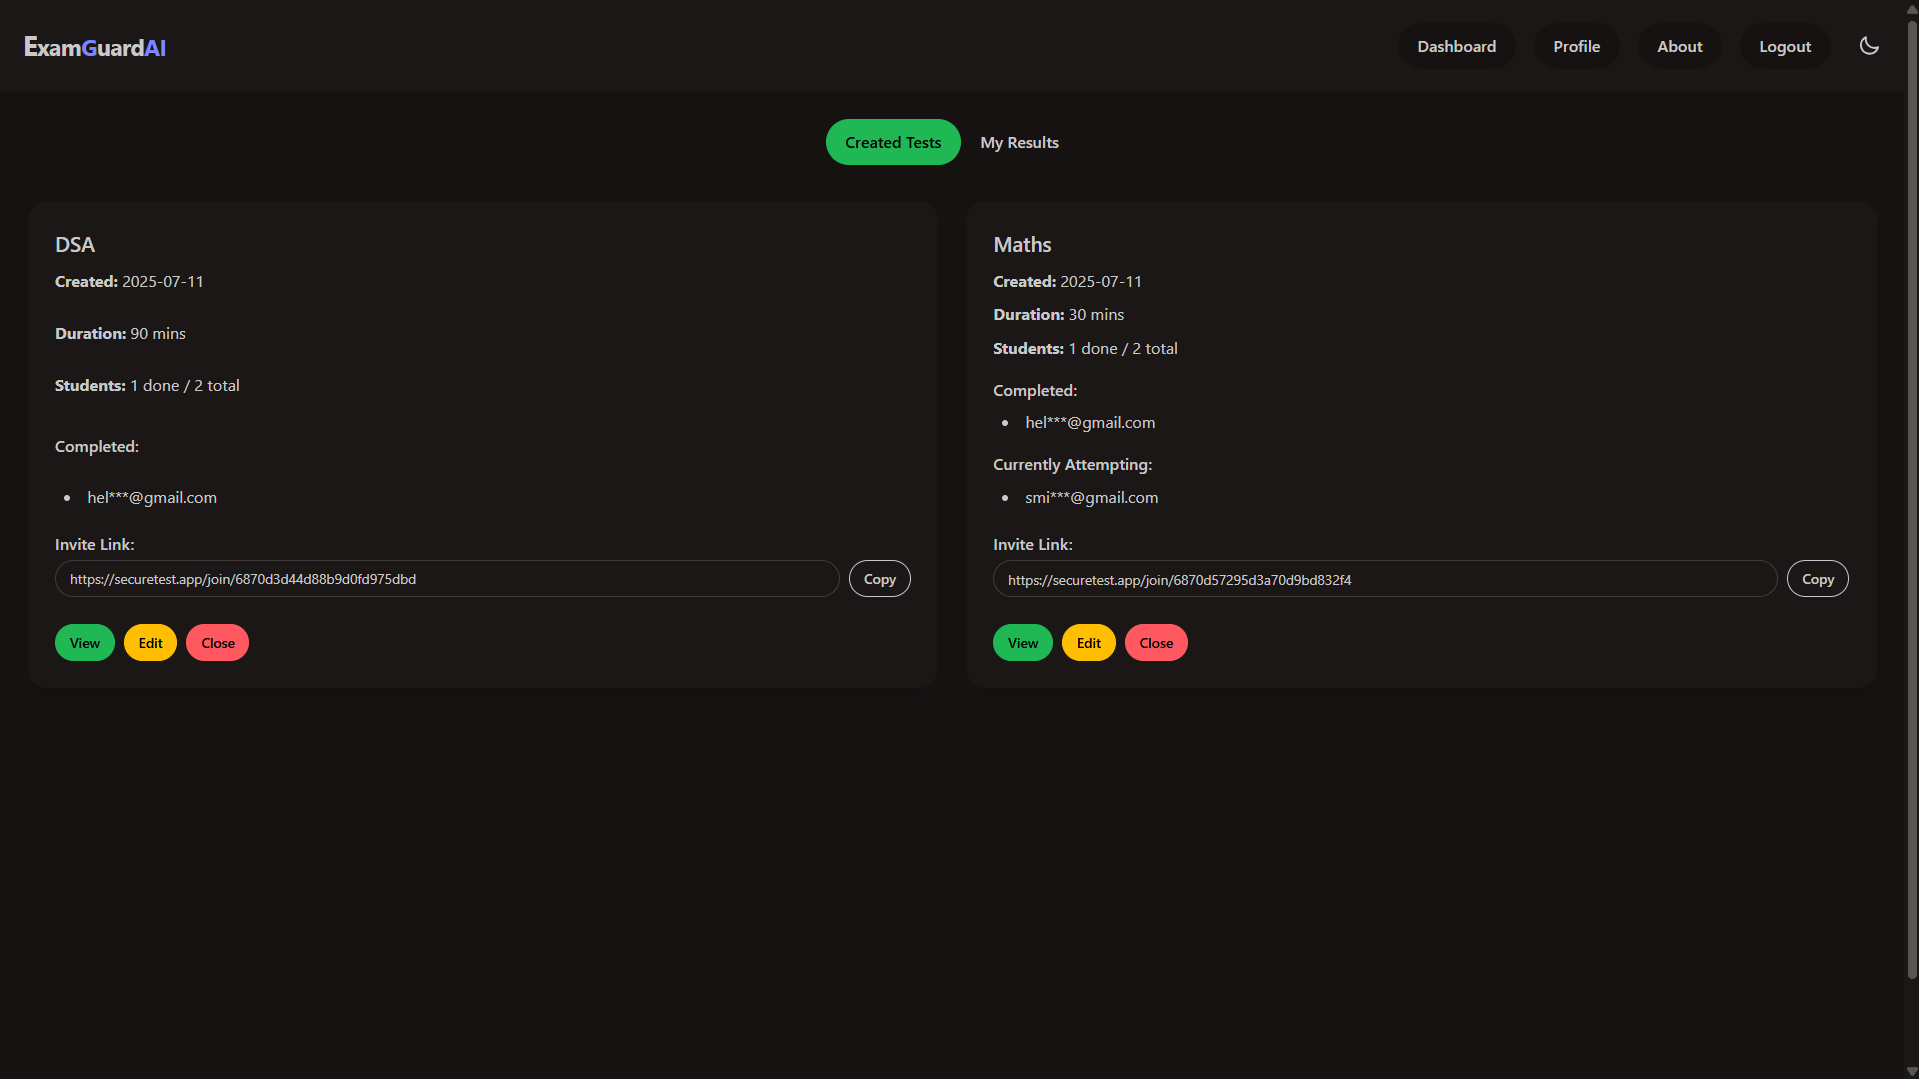 ExamGuardAI
Dashboard
Profile
About
Logout
Created Tests
My Results
DSA
Created: 2025-07-11
Duration: 90 mins
Students: 1 done / 2 total
Completed:
hel***@gmail.com
Invite Link:
https://securetest.app/join/6870d3d44d88b9d0fd975dbd
Copy
View
Edit
Close
Maths
Created: 2025-07-11
Duration: 30 mins
Students: 1 done / 2 total
Completed:
hel***@gmail.com
Currently Attempting:
smi***@gmail.com
Invite Link:
https://securetest.app/join/6870d57295d3a70d9bd832f4
Copy
View
Edit
Close